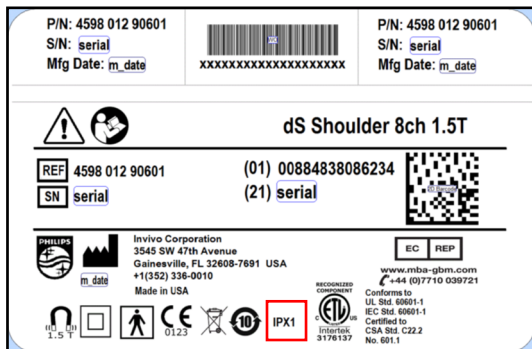 P/N: 4598 012 90601
S/N: serial
Mfg Date: m_date
XXXXXXXXXXXXXXXXXXXX
P/N: 4598 012 90601
S/N: serial
Mfg Date: m_date
dS Shoulder 8ch 1.5T
REF 4598 012 90601
SN serial
(01) 00884838086234
(21) serial
PHILIPS
m_date
Invivo Corporation
3545 SW 47th Avenue
Gainesville, FL 32608-7691 USA
+1(352) 336-0010
Made in USA
EC REP
www.mba-gbm.com
+44 (0)7710 039721
1.5 T
CE
0123
10
IPX1
RECOGNIZED
COMPONENT
C US
Intertek
3176137
Conforms to
UL Std. 60601-1
IEC Std. 60601-1
Certified to
CSA Std. C22.2
No. 601.1